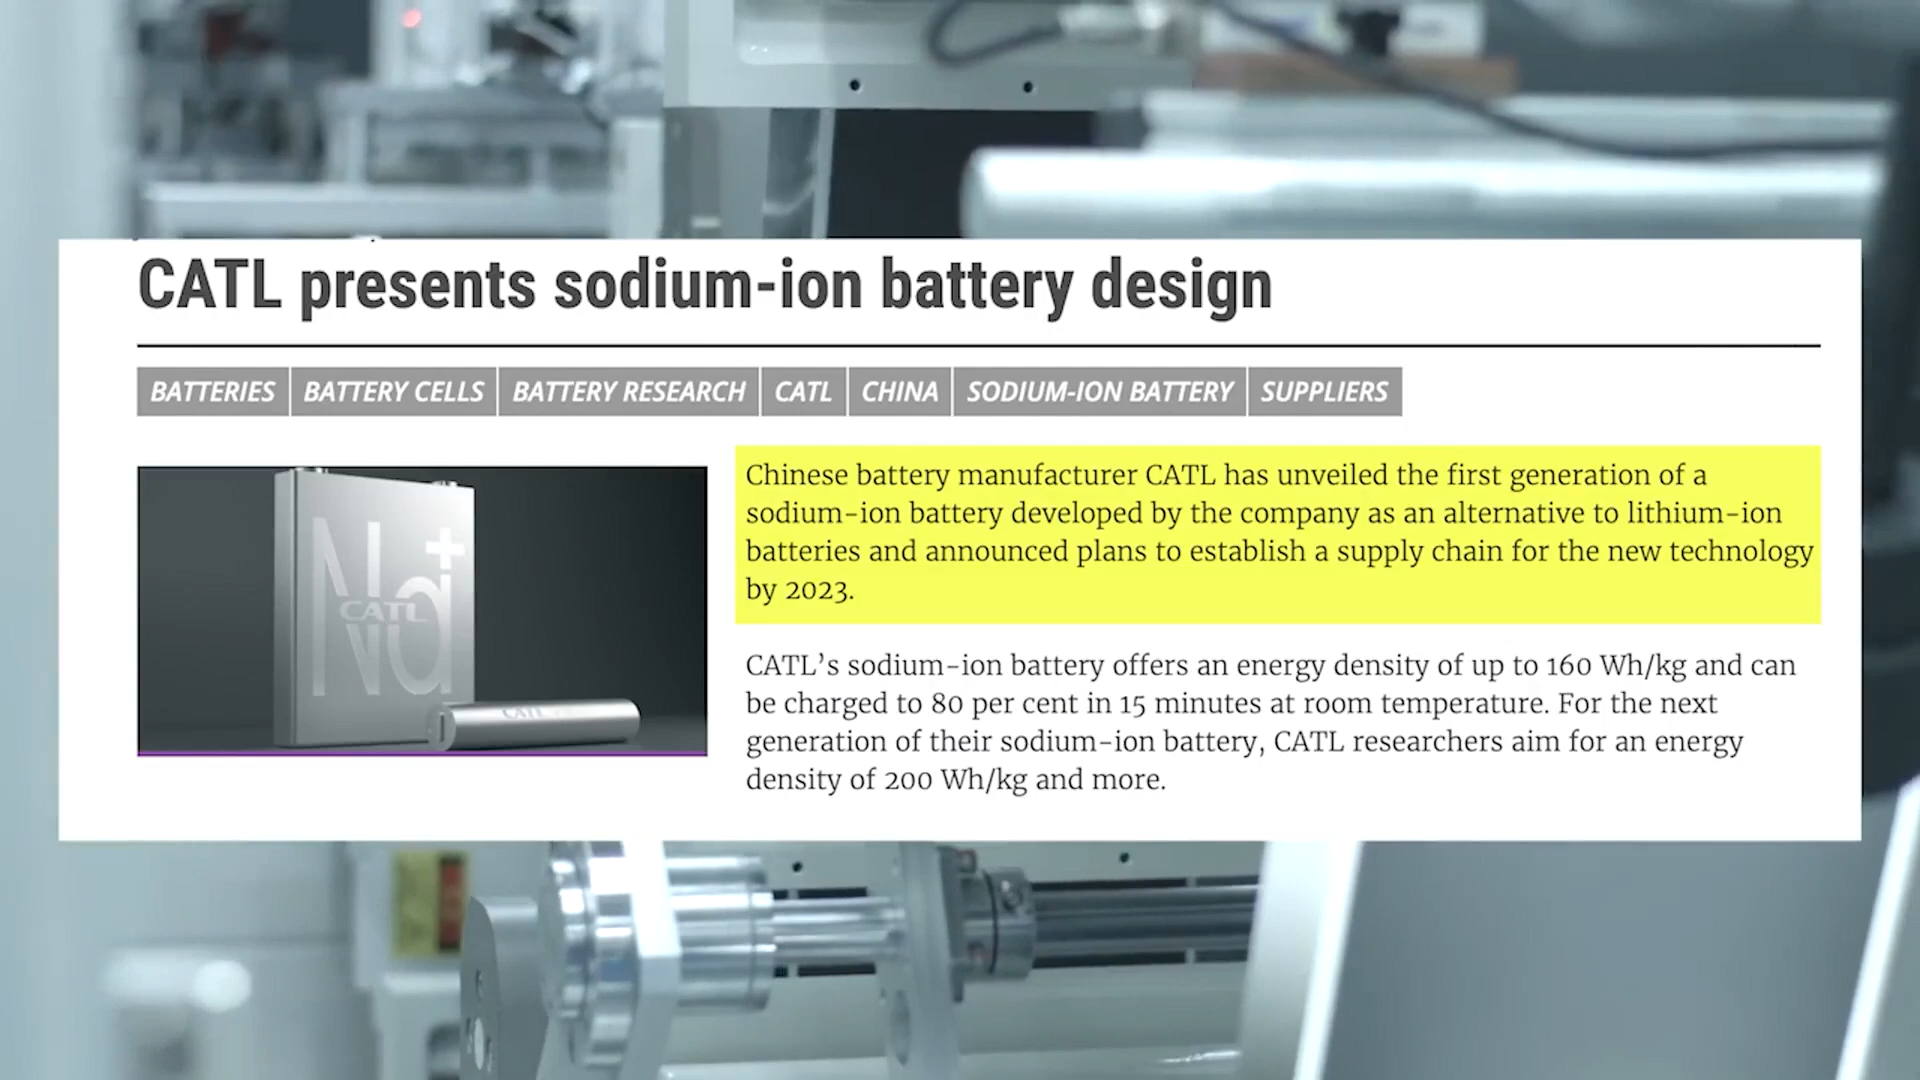 CATL presents sodium-ion battery design
BATTERIES BATTERY CELLS BATTERY RESEARCH CATL CHINA SODIUM-ION BATTERY SUPPLIERS
Na+
CATL
CATL
Chinese battery manufacturer CATL has unveiled the first generation of a
sodium-ion battery developed by the company as an alternative to lithium-ion
batteries and announced plans to establish a supply chain for the new technology
by 2023.
CATL’s sodium-ion battery offers an energy density of up to 160 Wh/kg and can
be charged to 80 per cent in 15 minutes at room temperature. For the next
generation of their sodium-ion battery, CATL researchers aim for an energy
density of 200 Wh/kg and more.